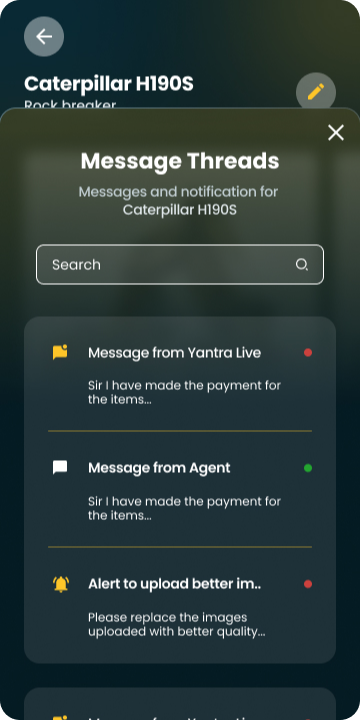 Caterpillar H190S
Rock breaker
Message Threads
Messages and notification for
Caterpillar H190S
Search
Message from Yantra Live
Sir I have made the payment for
the items...
Message from Agent
Sir I have made the payment for
the items...
Alert to upload better im..
Please replace the images
uploaded with better quality...